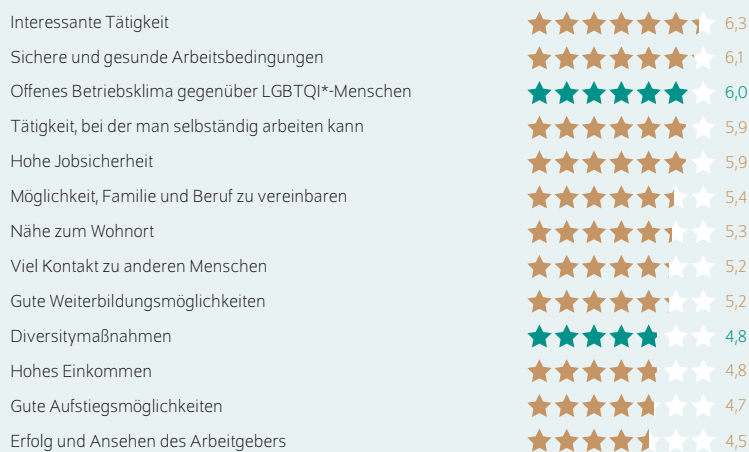 Interessante Tätigkeit 6,3
Sichere und gesunde Arbeitsbedingungen 6,1
Offenes Betriebsklima gegenüber LGBTQI*-Menschen 6,0
Tätigkeit, bei der man selbständig arbeiten kann 5,9
Hohe Jobsicherheit 5,9
Möglichkeit, Familie und Beruf zu vereinbaren 5,4
Nähe zum Wohnort 5,3
Viel Kontakt zu anderen Menschen 5,2
Gute Weiterbildungsmöglichkeiten 5,2
Diversitymaßnahmen 4,8
Hohes Einkommen 4,8
Gute Aufstiegsmöglichkeiten 4,7
Erfolg und Ansehen des Arbeitgebers 4,5